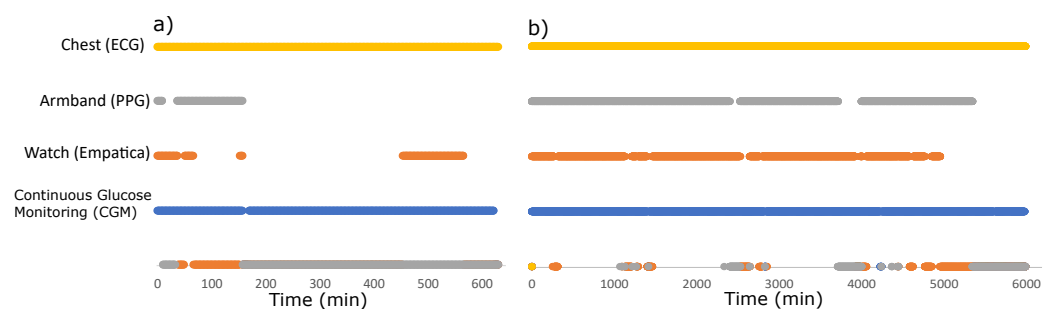 a)
b)
Chest (ECG)
Armband (PPG)
Watch (Empatica)
Continuous Glucose
Monitoring (CGM)
0 100 200 300 400 500 600
0 1000 2000 3000 4000 5000 6000
Time (min)
Time (min)